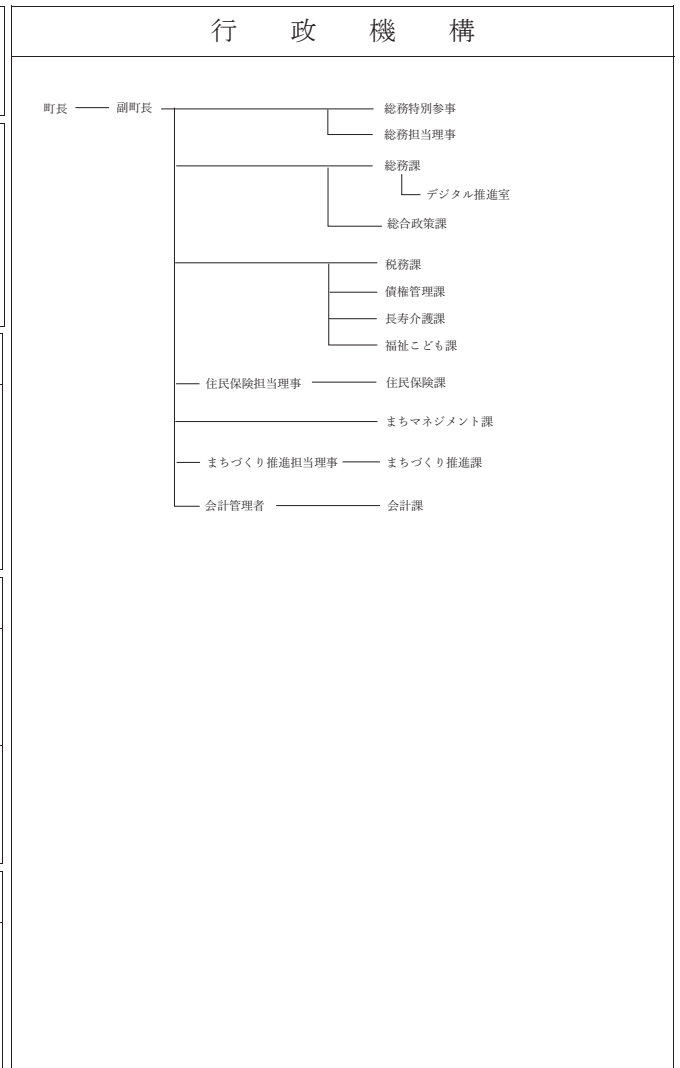 行政機構
町長 副町長 総務特別参事
総務担当理事
総務課
デジタル推進室
総合政策課
税務課
債権管理課
長寿介護課
福祉こども課
住民保険担当理事 住民保険課
まちマネジメント課
まちづくり推進担当理事 まちづくり推進課
会計管理者 会計課